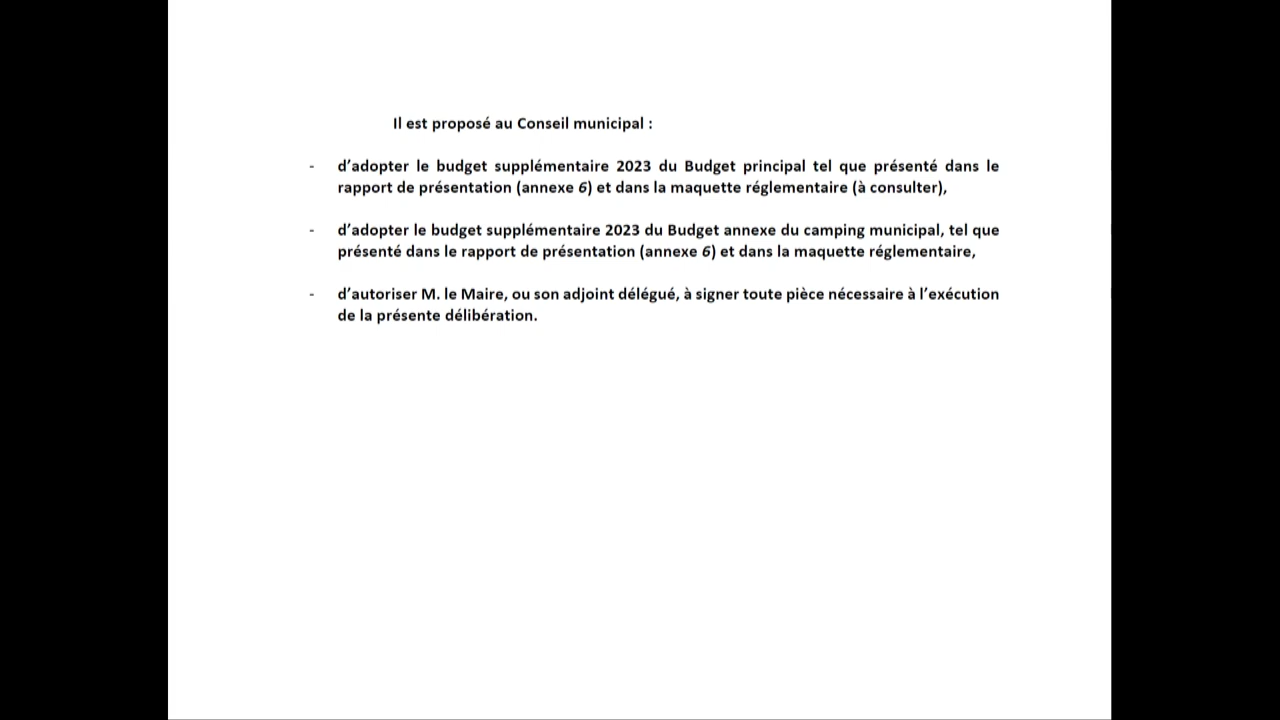 Il est proposé au Conseil municipal :
- d’adopter le budget supplémentaire 2023 du Budget principal tel que présenté dans le
rapport de présentation (annexe 6) et dans la maquette réglementaire (à consulter),
- d’adopter le budget supplémentaire 2023 du Budget annexe du camping municipal, tel que
présenté dans le rapport de présentation (annexe 6) et dans la maquette réglementaire,
- d’autoriser M. le Maire, ou son adjoint délégué, à signer toute pièce nécessaire à l’exécution
de la présente délibération.